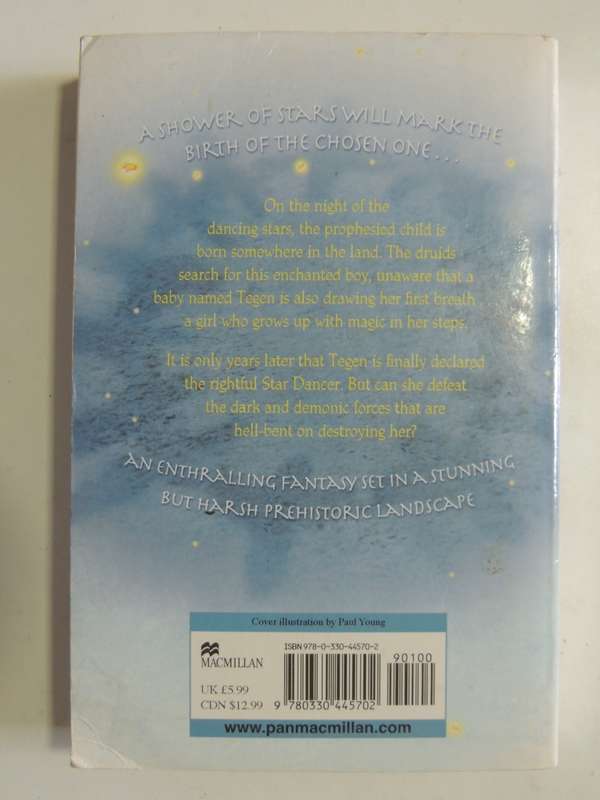 A SHOWER OF STARS WILL MARK THE
BIRTH OF THE CHOSEN ONE . . .
On the night of the
dancing stars, the prophesied child is
born somewhere in the land. The druids
search for this enchanted boy, unaware that a
baby named Tegen is also drawing her first breath,
a girl who grows up with magic in her steps.
It is only years later that Tegen is finally declared
the rightful Star Dancer. But can she defeat
the dark and demonic forces that are
hell-bent on destroying her?
AN ENTHRALLING FANTASY SET IN A STUNNING
BUT HARSH PREHISTORIC LANDSCAPE
Cover illustration by Paul Young
MACMILLAN
UK £5.99
CDN $12.99
ISBN 978-0-330-44570-2
90100
9 780330 445702
www.panmacmillan.com